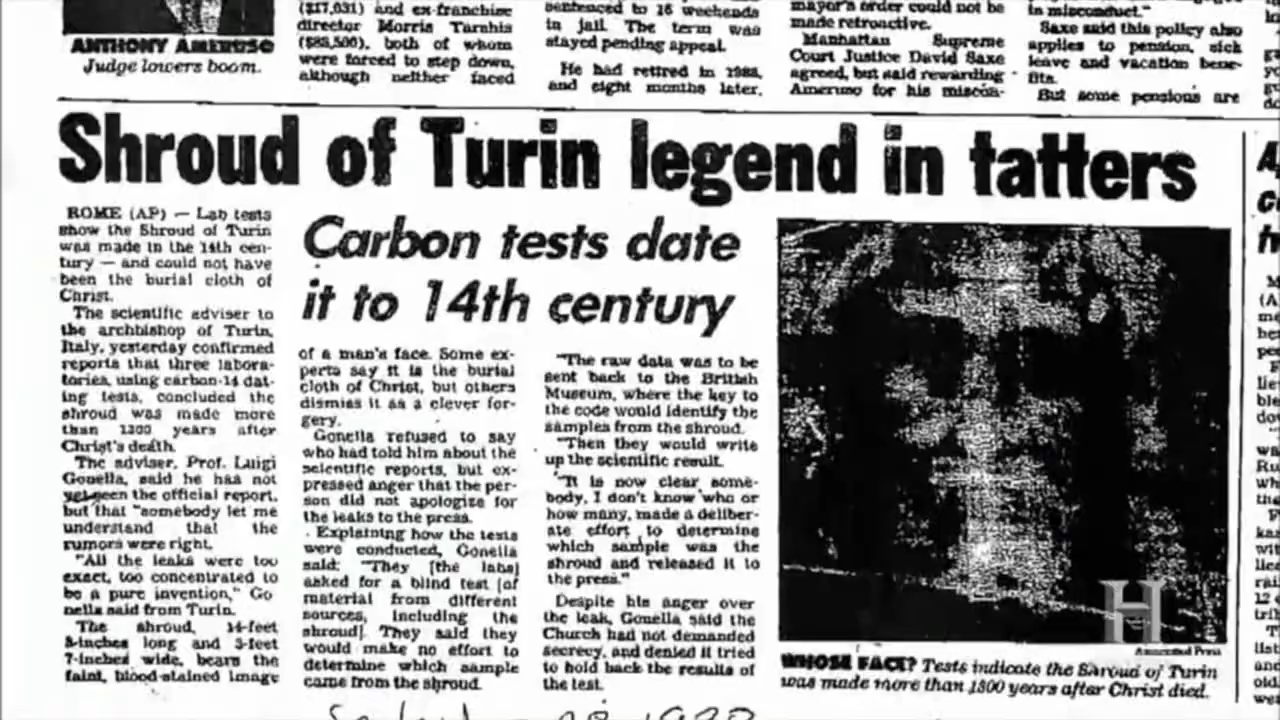 ANTHONY AMERUSO
Judge lowers boom.
($17,031) and ex-franchise
director Morris Tarshis
($85,500), both of whom
were forced to step down,
although neither faced
sentenced to 16 weekends
in jail. The term was
stayed pending appeal.
He had retired in 1986,
and eight months later,
mayor's order could not be
made retroactive.
Manhattan Supreme
Court Justice David Saxe
agreed, but said rewarding
Ameruso for his miscon-
in misconduct."
Saxe said this policy also
applies to pension, sick
leave and vacation bene-
fits.
But some pensions are
Shroud of Turin legend in tatters
Carbon tests date
it to 14th century
ROME (AP) — Lab tests
show the Shroud of Turin
was made in the 14th cen-
tury — and could not have
been the burial cloth of
Christ.
The scientific adviser to
the archbishop of Turin,
Italy, yesterday confirmed
reports that three labora-
tories, using carbon-14 dat-
ing tests, concluded the
shroud was made more
than 1300 years after
Christ's death.
The adviser, Prof. Luigi
Gonella, said he has not
yet seen the official report,
but that "somebody let me
understand that the
rumors were right.
"All the leaks were too
exact, too concentrated to
be a pure invention," Go
nella said from Turin.
The shroud, 14-feet
3-inches long and 3-feet
7-inches wide, bears the
faint, blood-stained image
of a man's face. Some ex-
perts say it is the burial
cloth of Christ, but others
dismiss it as a clever for-
gery.
Gonella refused to say
who had told him about the
scientific reports, but ex-
pressed anger that the per-
son did not apologize for
the leaks to the press.
Explaining how the tests
were conducted, Gonella
said: "They [the labs]
asked for a blind test [of
material from different
sources, including the
shroud]. They said they
would make no effort to
determine which sample
came from the shroud.
"The raw data was to be
sent back to the British
Museum, where the key to
the code would identify the
samples from the shroud.
"Then they would write
up the scientific result.
"It is now clear some-
body, I don't know who or
how many, made a deliber-
ate effort to determine
which sample was the
shroud and released it to
the press."
Despite his anger over
the leak, Gonella said the
Church had not demanded
secrecy, and denied it tried
to hold back the results of
the test.
H
Associated Press
WHOSE FACE? Tests indicate the Shroud of Turin
was made more than 1300 years after Christ died.